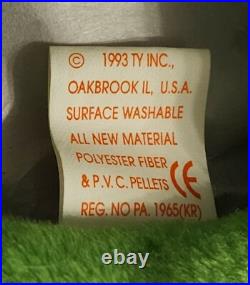 © 1993 TY INC.,
OAKBROOK IL, U.S.A.
SURFACE WASHABLE
ALL NEW MATERIAL
POLYESTER FIBER
& P.V.C. PELLETS CE
REG. NO PA. 1965(KR)